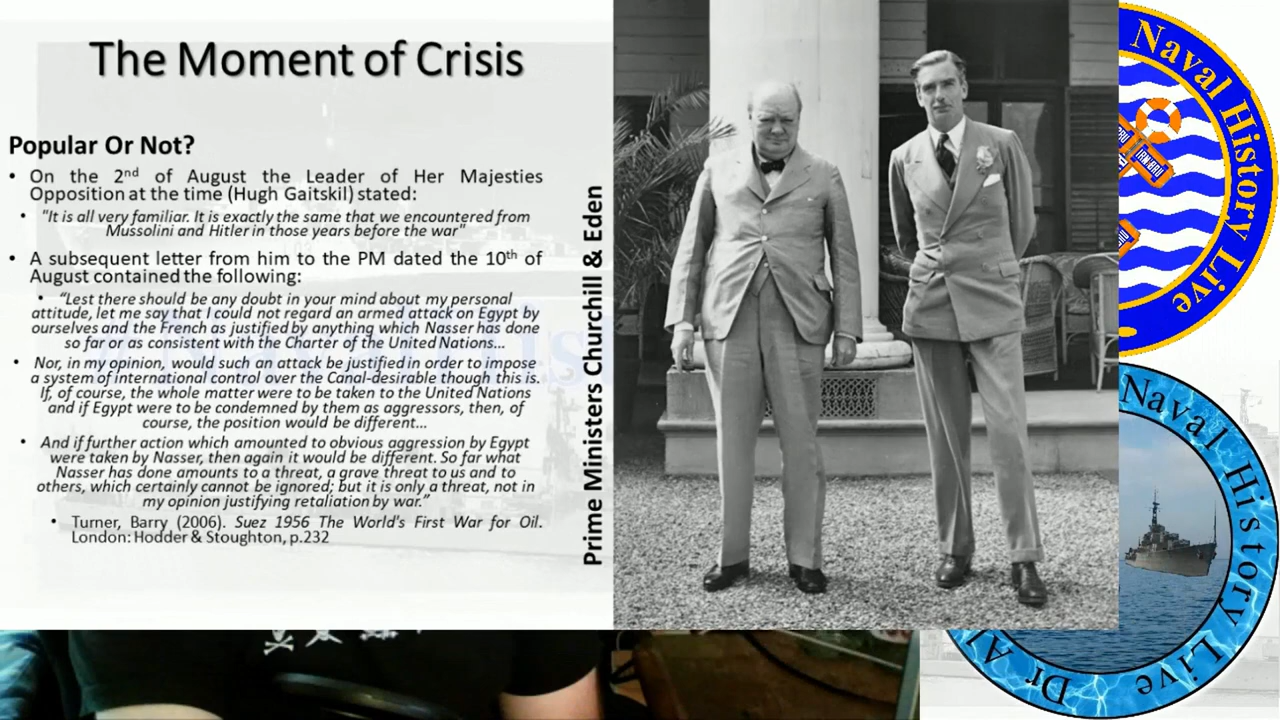 The Moment of Crisis
Popular Or Not?
• On the 2nd of August the Leader of Her Majesties
Opposition at the time (Hugh Gaitskil) stated:
• "It is all very familiar. It is exactly the same that we encountered from
Mussolini and Hitler in those years before the war"
• A subsequent letter from him to the PM dated the 10th of
August contained the following:
• “Lest there should be any doubt in your mind about my personal
attitude, let me say that I could not regard an armed attack on Egypt by
ourselves and the French as justified by anything which Nasser has done
so far or as consistent with the Charter of the United Nations...
• Nor, in my opinion, would such an attack be justified in order to impose
a system of international control over the Canal-desirable though this is.
If, of course, the whole matter were to be taken to the United Nations
and if Egypt were to be condemned by them as aggressors, then, of
course, the position would be different...
• And if further action which amounted to obvious aggression by Egypt
were taken by Nasser, then again it would be different. So far what
Nasser has done amounts to a threat, a grave threat to us and to
others, which certainly cannot be ignored; but it is only a threat, not in
my opinion justifying retaliation by war.”
• Turner, Barry (2006). Suez 1956 The World's First War for Oil.
London: Hodder & Stoughton, p.232
Prime Ministers Churchill & Eden
Naval History Live
Naval History Live
Dr Al